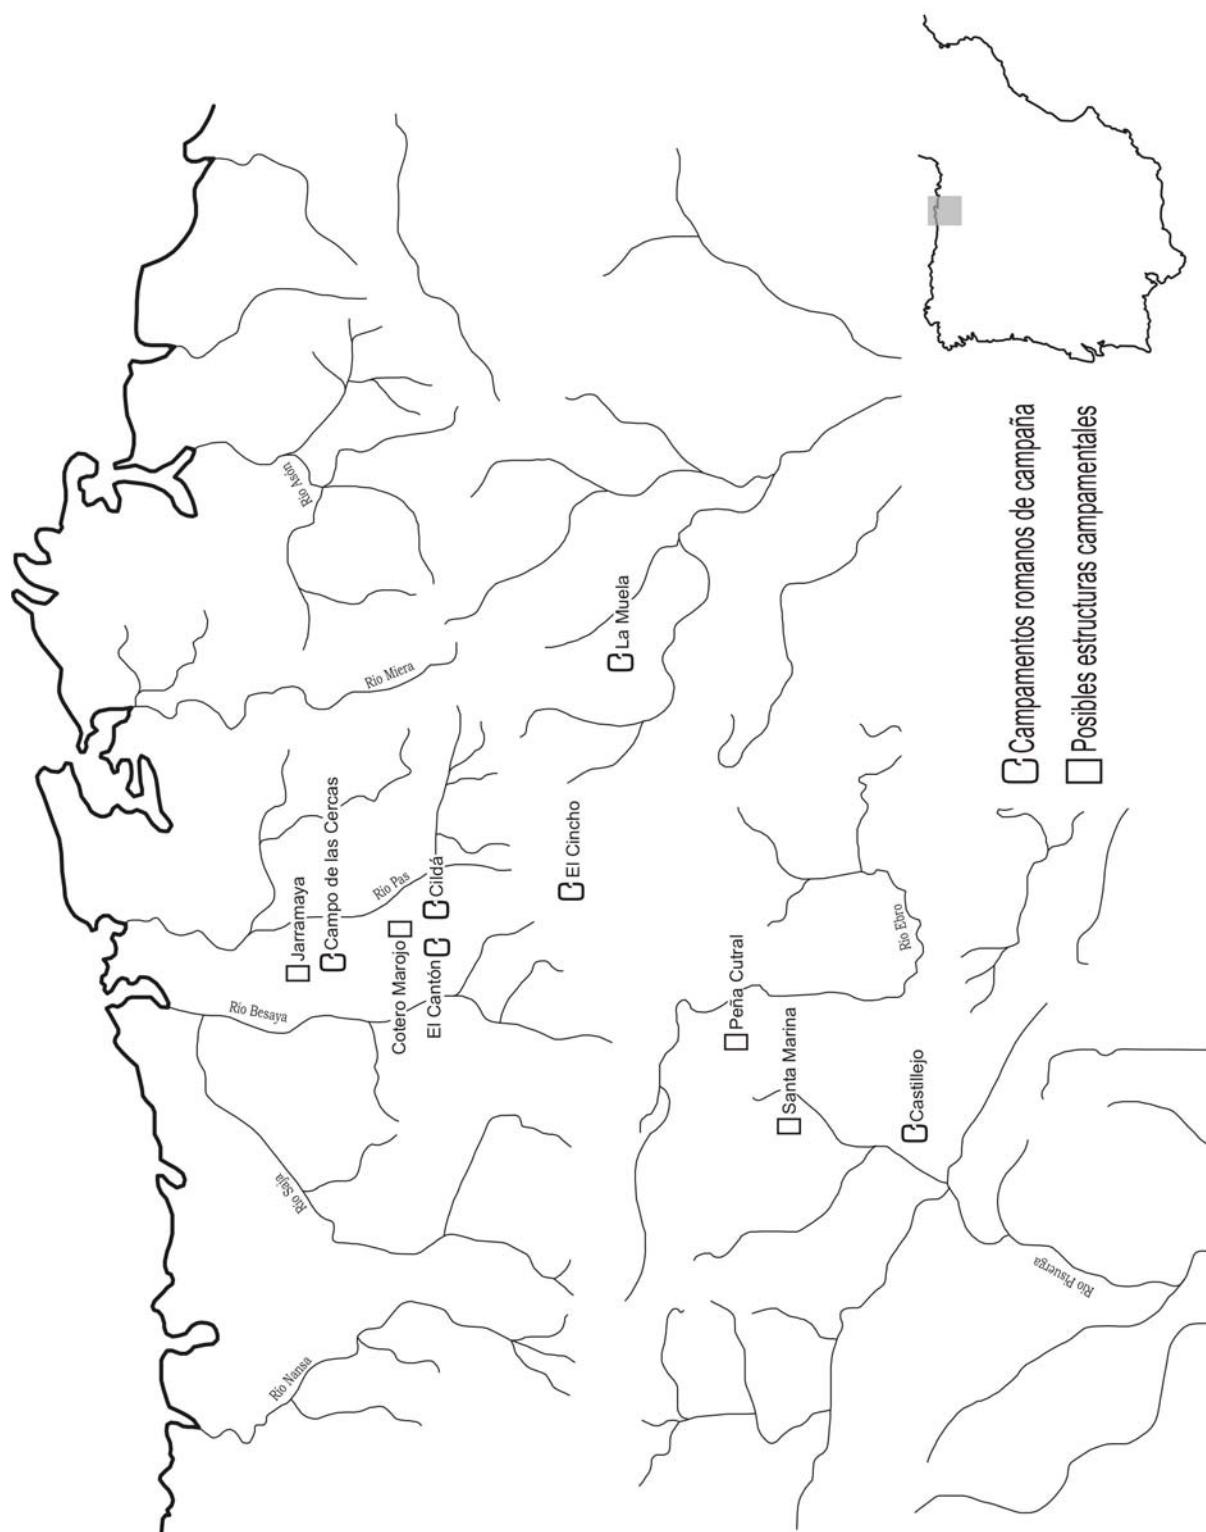 Río Besaya
Río Nansa
Río Saja
Jarramaya
Río Asón
Campo de las Cercas
Río Pas
Río Miera
Cotero Marojo
El Cantón
Cildá
El Cincho
La Muela
Peña Cutral
Santa Marina
Río Ebro
Castillejo
Río Pisuerga
Campamentos romanos de campaña
Posibles estructuras campamentales